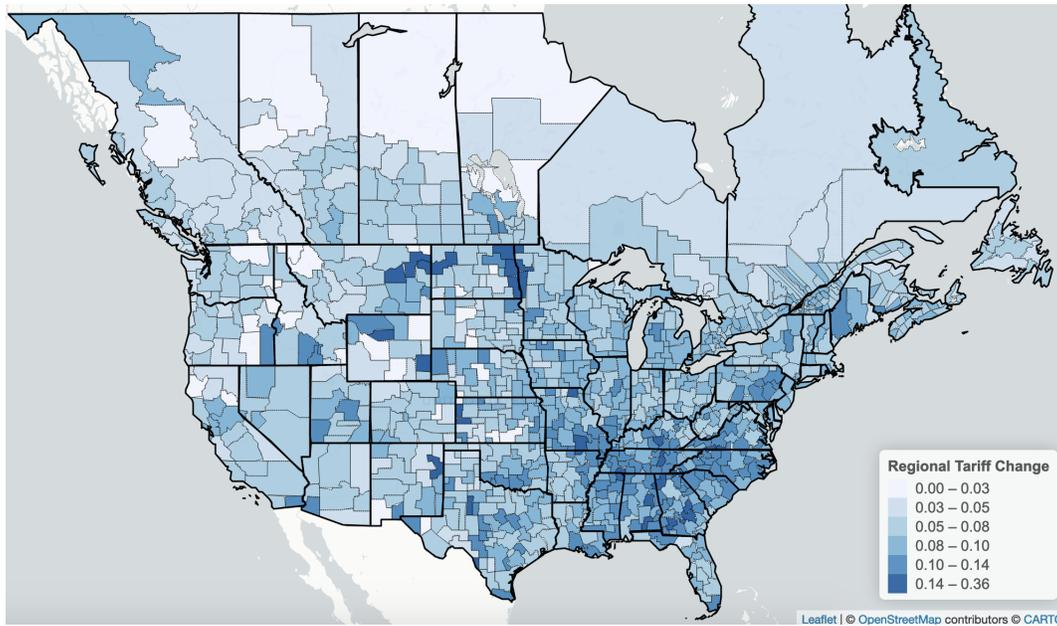 Regional Tariff Change
0.00 – 0.03
0.03 – 0.05
0.05 – 0.08
0.08 – 0.10
0.10 – 0.14
0.14 – 0.36
Leaflet | © OpenStreetMap contributors © CARTO